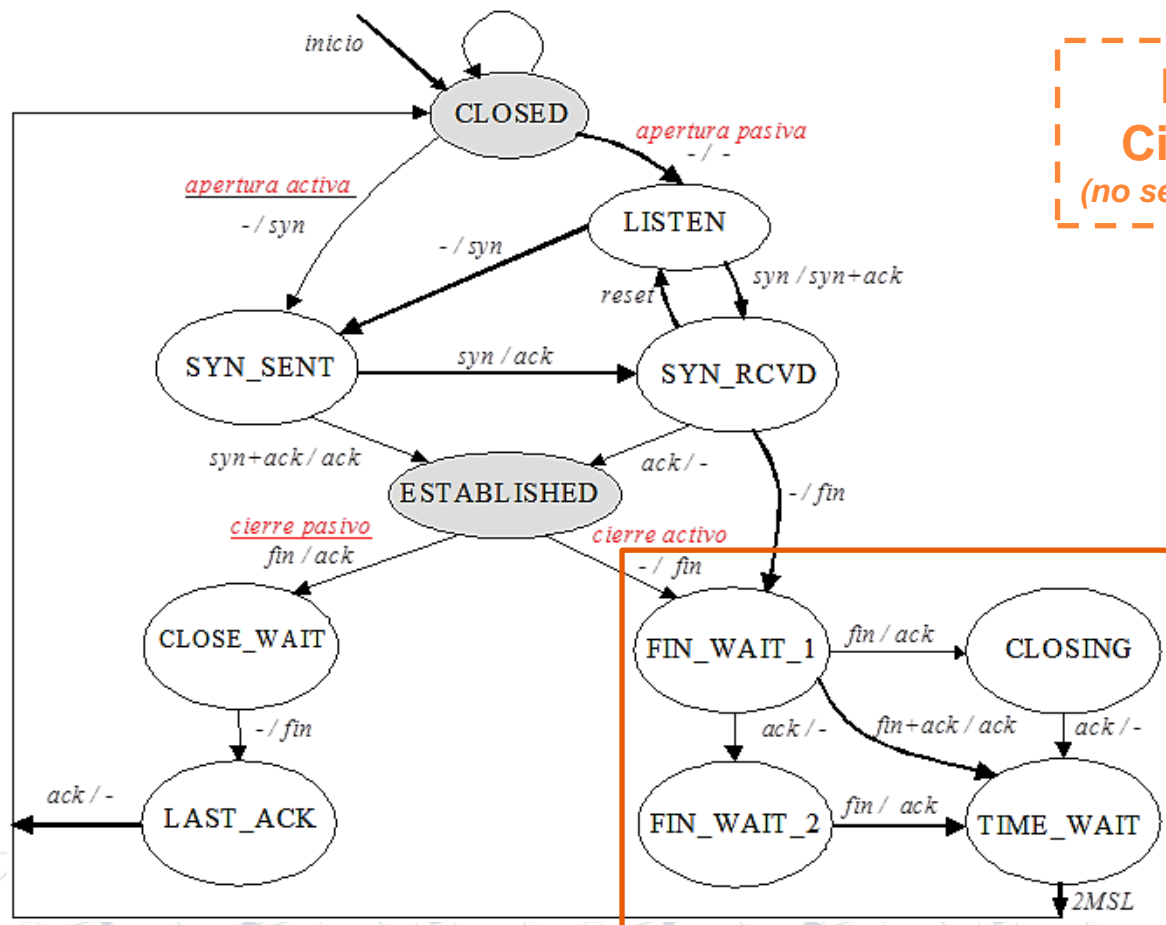 inicio
CLOSED
apertura pasiva
- / -
apertura activa
- / syn
LISTEN
- / syn
syn / syn+ack
reset
SYN_SENT
syn / ack
SYN_RCVD
syn+ack / ack
ack / -
ESTABLISHED
- / fin
cierre pasivo
fin / ack
cierre activo
- / fin
CLOSE_WAIT
FIN_WAIT_1
fin / ack
CLOSING
- / fin
ack / -
fin+ack / ack
ack / -
ack / -
LAST_ACK
FIN_WAIT_2
fin / ack
TIME_WAIT
2MSL
(no se